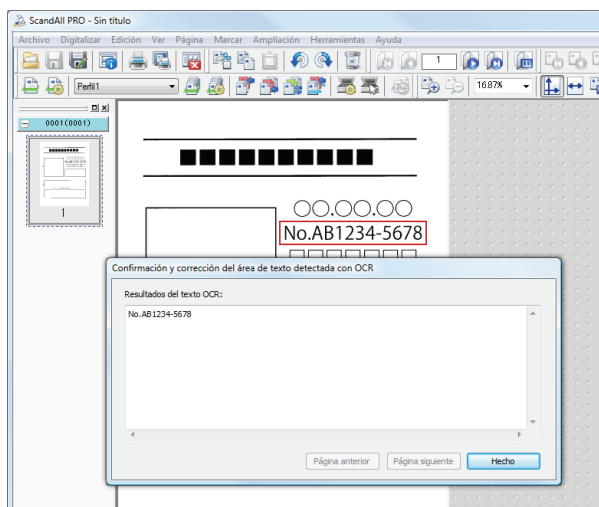 ScandAll PRO - Sin título
Archivo Digitalizar Edición Ver Página Marcar Ampliación Herramientas Ayuda
1
Perfil1
16.87%
0001(0001)
1
No.AB1234-5678
Confirmación y corrección del área de texto detectada con OCR
Resultados del texto OCR:
No.AB1234-5678
Página anterior
Página siguiente
Hecho